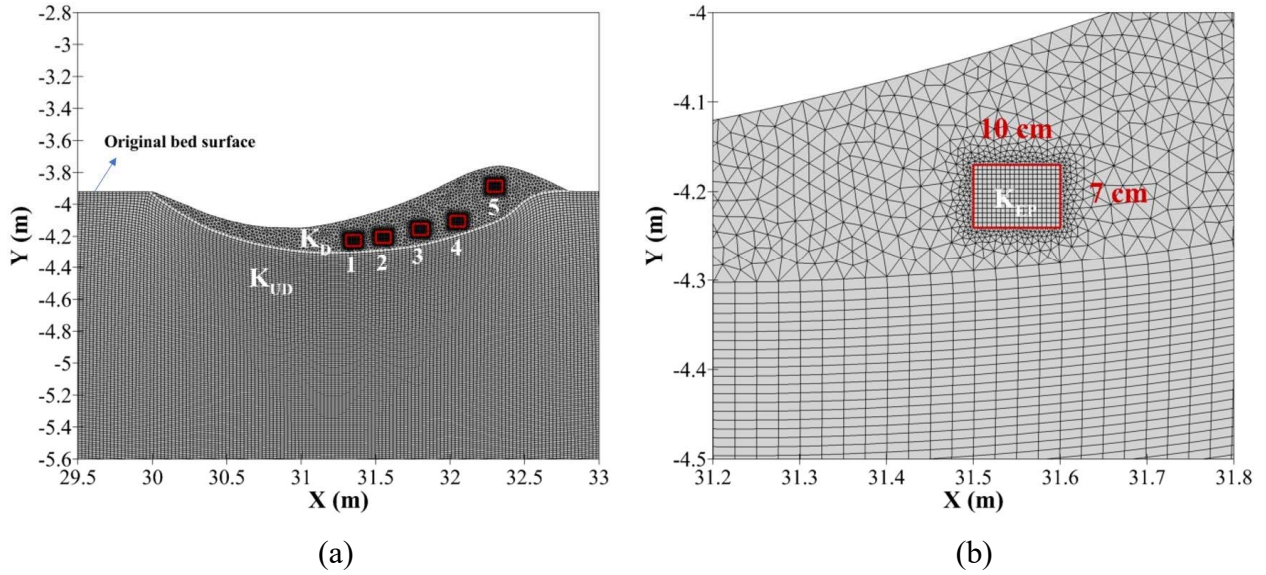 -2.8
-3
-3.2
-3.4
-3.6
-3.8
-4
-4.2
-4.4
-4.6
-4.8
-5
-5.2
-5.4
-5.6
Y (m)
Original bed surface
K_D
K_UD
1
2
3
4
5
29.5 30 30.5 31 31.5 32 32.5 33
X (m)
(a)
-4
-4.1
-4.2
-4.3
-4.4
-4.5
Y (m)
10 cm
K_EP
7 cm
31.2 31.3 31.4 31.5 31.6 31.7 31.8
X (m)
(b)